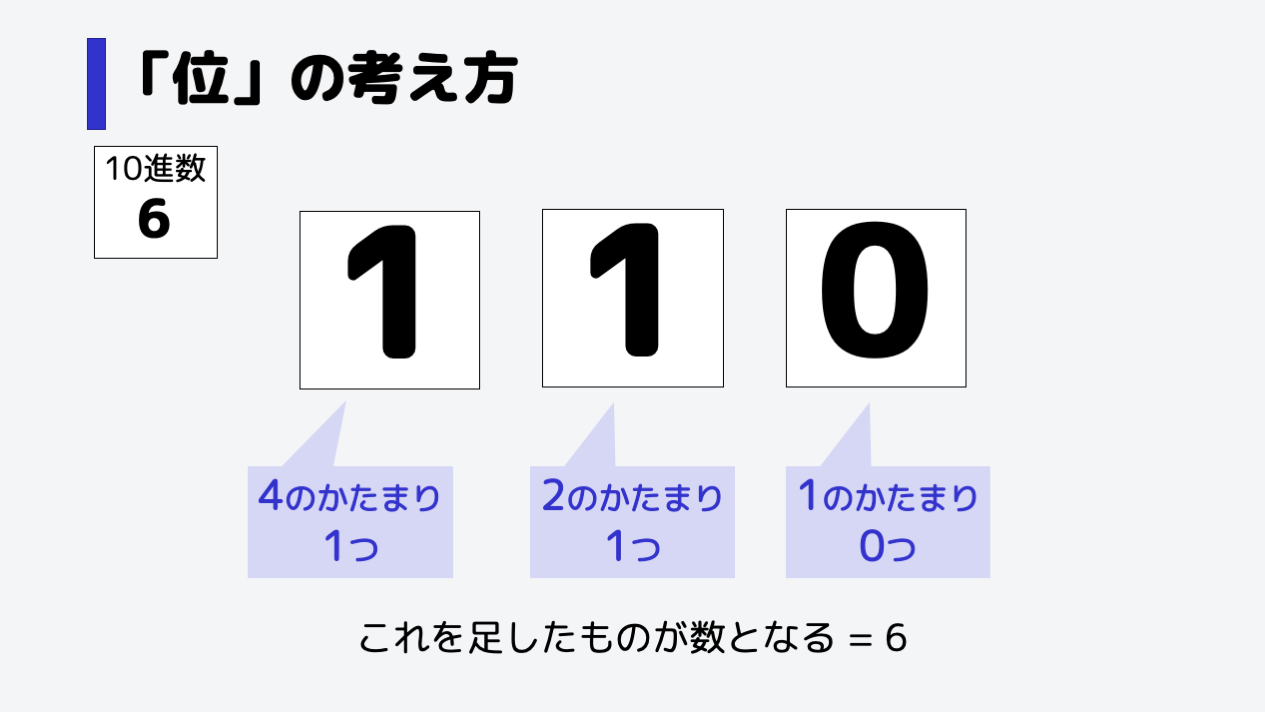 「位」の考え方
10進数
6
1 1 0
4のかたまり
1つ
2のかたまり
1つ
1のかたまり
0つ
これを足したものが数となる = 6